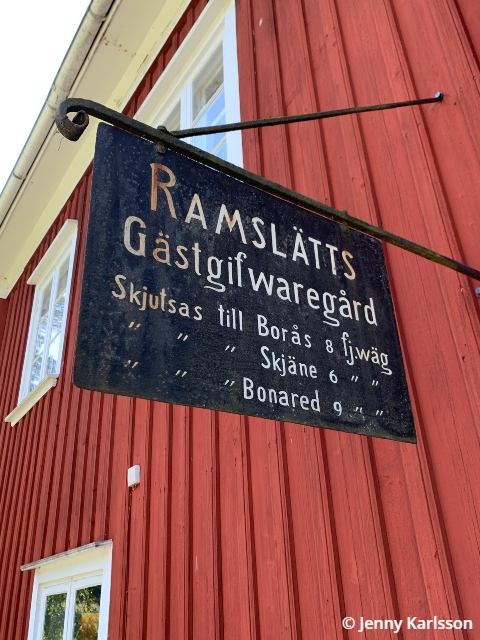 RAMSLÄTTS
Gästgifwaregård
Skjutsas till Borås 8 fj.wäg
" " " Skjäne 6 " "
" " " Bonared 9 " "
© Jenny Karlsson